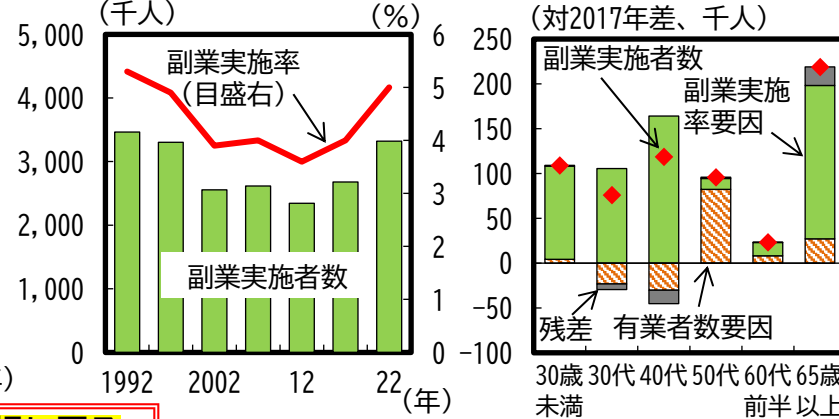 (千人)
(%)
5,000
4,000
3,000
2,000
1,000
0
6
5
4
3
2
1
0
副業実施率
(目盛右)
副業実施者数
1992
2002
12
22
(年)
(対2017年差、千人)
250
200
150
100
50
0
-50
-100
副業実施者数
副業実施
率要因
残差
有業者数要因
30歳
未満
30代
40代
50代
60代
前半
65歳
以上